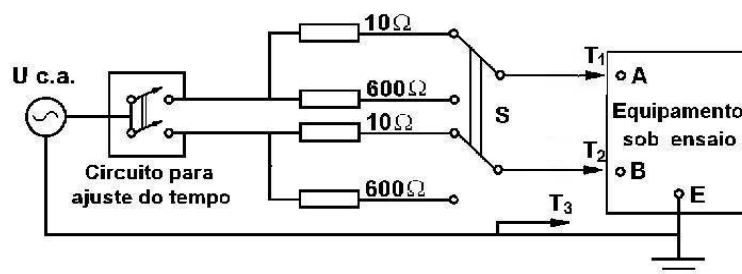 10Ω
U c.a.
600Ω
10Ω
600Ω
Circuito para
ajuste do tempo
S
T1
A
Equipamento
sob ensaio
T2
B
E
T3